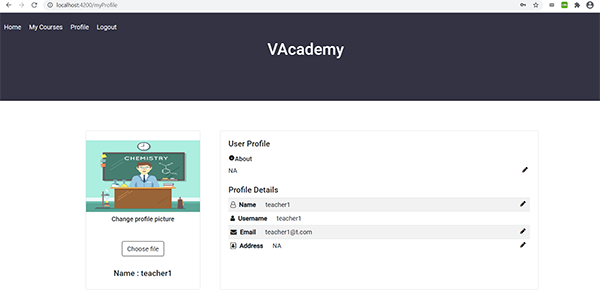 localhost:4200/myProfile
Home My Courses Profile Logout
VAcademy
CHEMISTRY
Change profile picture
Choose file
Name : teacher1
User Profile
About
NA
Profile Details
Name teacher1
Username teacher1
Email teacher1@t.com
Address NA